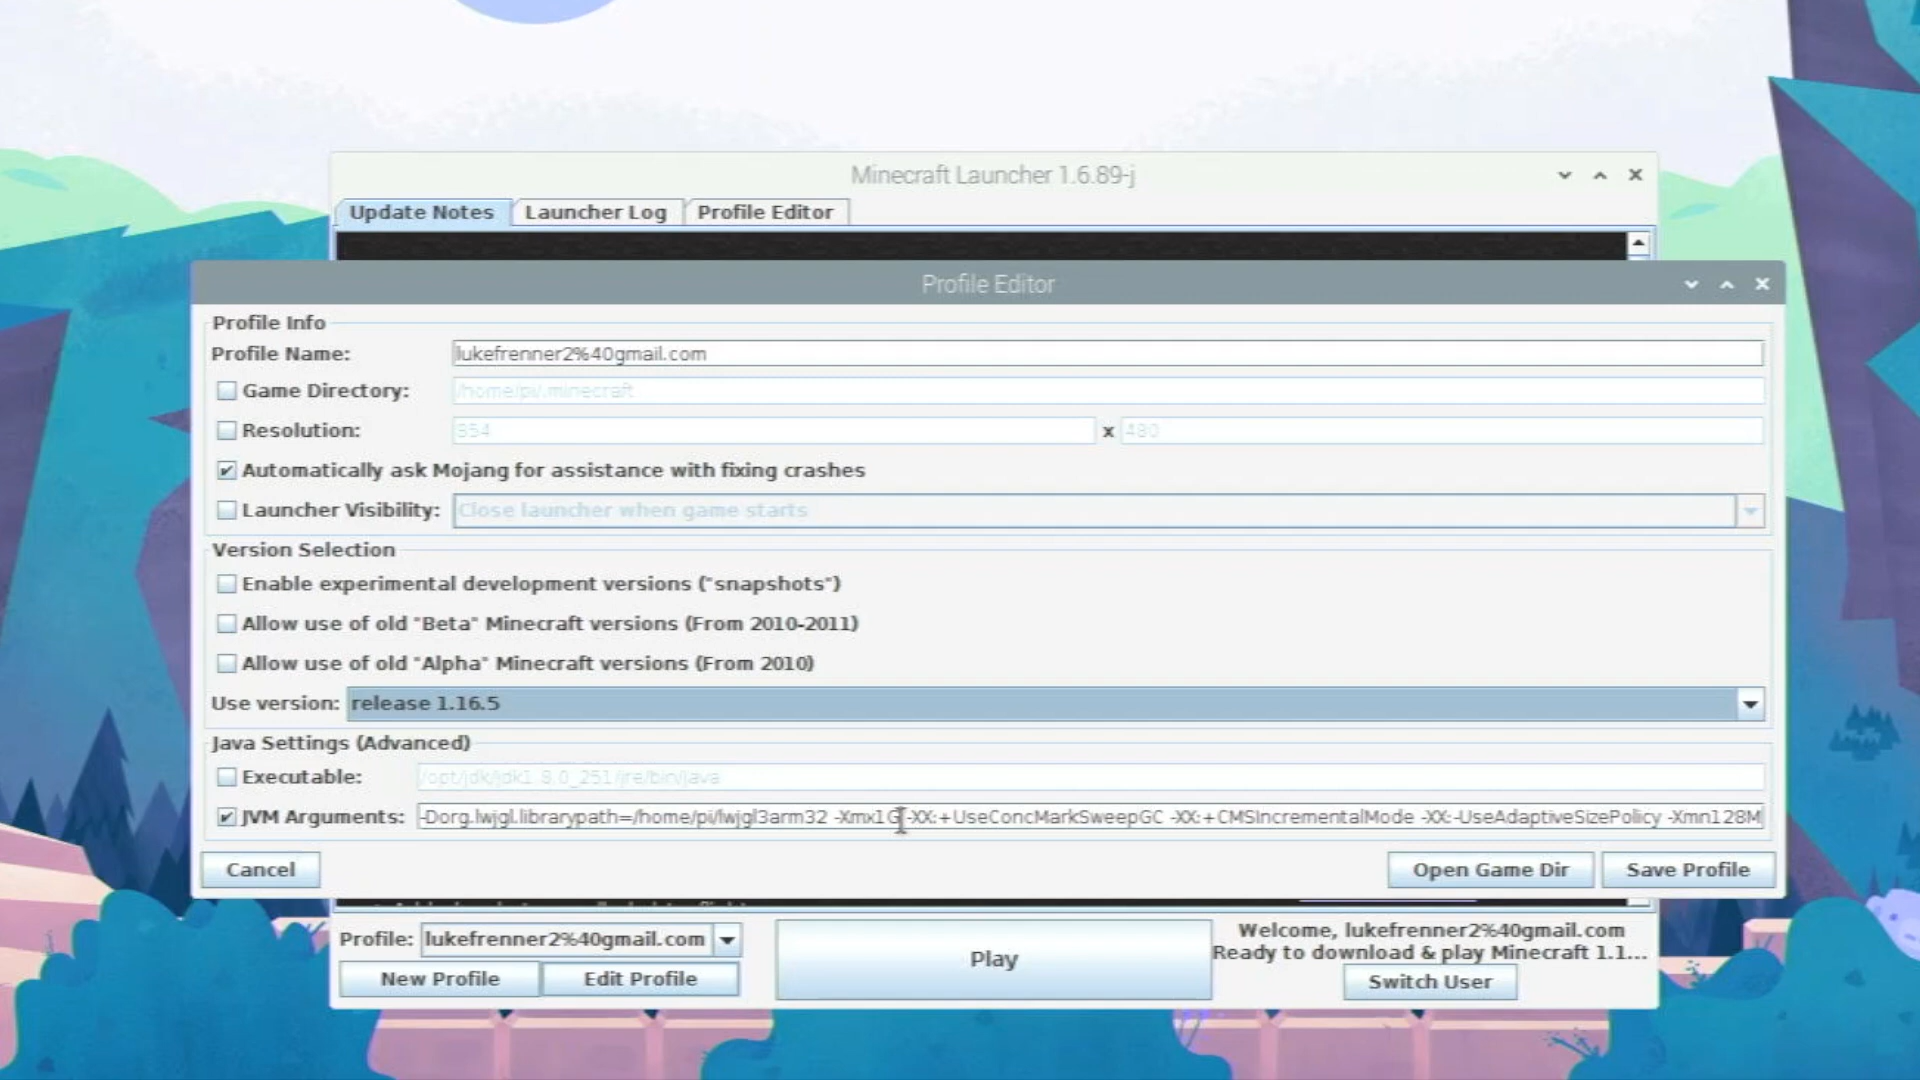 Minecraft Launcher 1.6.89-j
Update Notes Launcher Log Profile Editor
Profile Editor
Profile Info
Profile Name: lukefrenner2%40gmail.com
Game Directory: /home/pi/.minecraft
Resolution: 854 x 480
Automatically ask Mojang for assistance with fixing crashes
Launcher Visibility: Close launcher when game starts
Version Selection
Enable experimental development versions ("snapshots")
Allow use of old "Beta" Minecraft versions (From 2010-2011)
Allow use of old "Alpha" Minecraft versions (From 2010)
Use version: release 1.16.5
Java Settings (Advanced)
Executable: /opt/jdk/jdk1.8.0_251/jre/bin/java
JVM Arguments: -Dorg.lwjgl.librarypath=/home/pi/lwjgl3arm32 -Xmx1G -XX:+UseConcMarkSweepGC -XX:+CMSIncrementalMode -XX:-UseAdaptiveSizePolicy -Xmn128M
Cancel Open Game Dir Save Profile
Profile: lukefrenner2%40gmail.com
New Profile Edit Profile
Play
Welcome, lukefrenner2%40gmail.com
Ready to download & play Minecraft 1.1...
Switch User